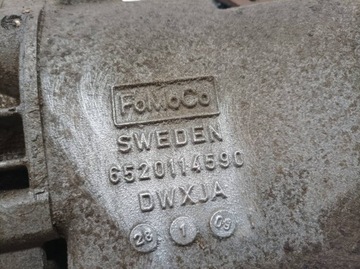 FoMoCo
SWEDEN
6520114590
DWXJA
28 1 09